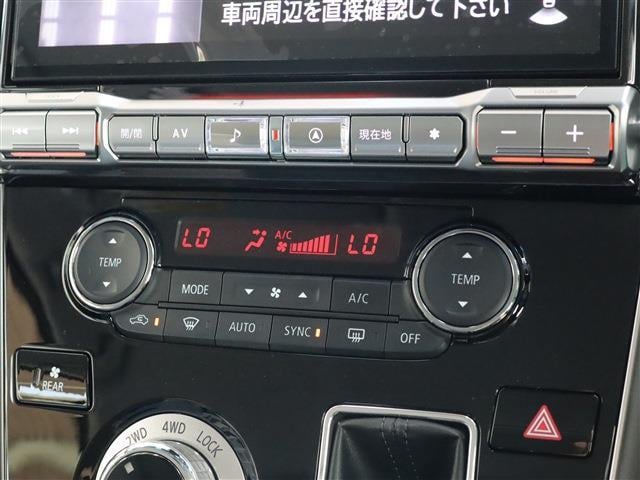 車両周辺を直接確認して下さい
VOLUME
開/閉 AV 現在地 − +
LO A/C LO
TEMP MODE A/C TEMP
AUTO SYNC OFF
REAR
2WD 4WD LOCK